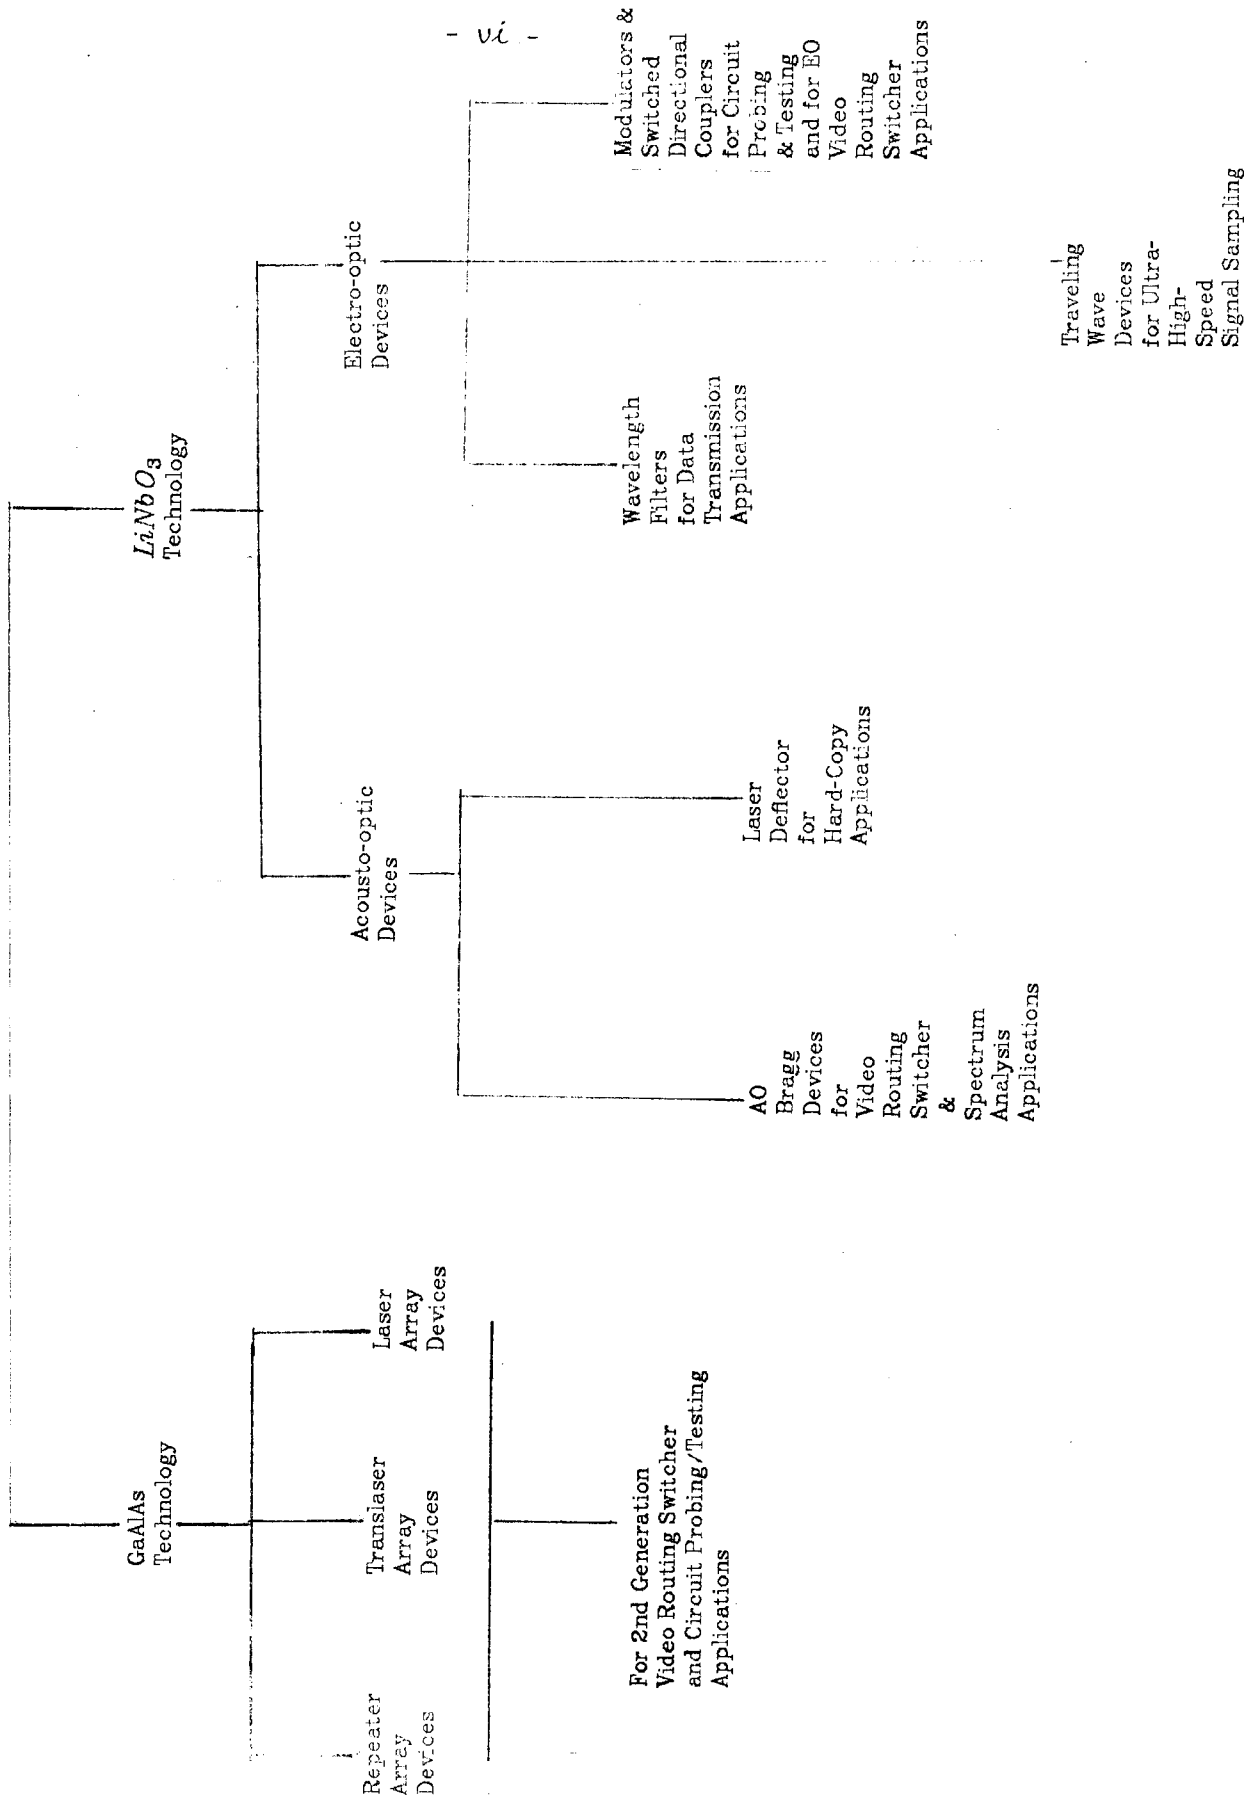 - vi -
GaAlAs
Technology
LiNbO3
Technology
Repeater
Array
Devices
Translaser
Array
Devices
Laser
Array
Devices
Acousto-optic
Devices
Electro-optic
Devices
For 2nd Generation
Video Routing Switcher
and Circuit Probing/Testing
Applications
AO
Bragg
Devices
for
Video
Routing
Switcher
&
Spectrum
Analysis
Applications
Laser
Deflector
for
Hard-Copy
Applications
Wavelength
Filters
for Data
Transmission
Applications
Traveling
Wave
Devices
for Ultra-
High-
Speed
Signal Sampling
Modulators &
Switched
Directional
Couplers
for Circuit
Probing
& Testing
and for EO
Video
Routing
Switcher
Applications